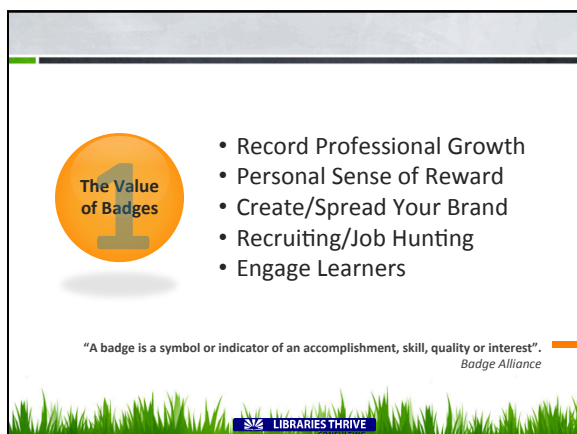 1
The Value
of Badges
• Record Professional Growth
• Personal Sense of Reward
• Create/Spread Your Brand
• Recruiting/Job Hunting
• Engage Learners
“A badge is a symbol or indicator of an accomplishment, skill, quality or interest”.
Badge Alliance
LIBRARIES THRIVE